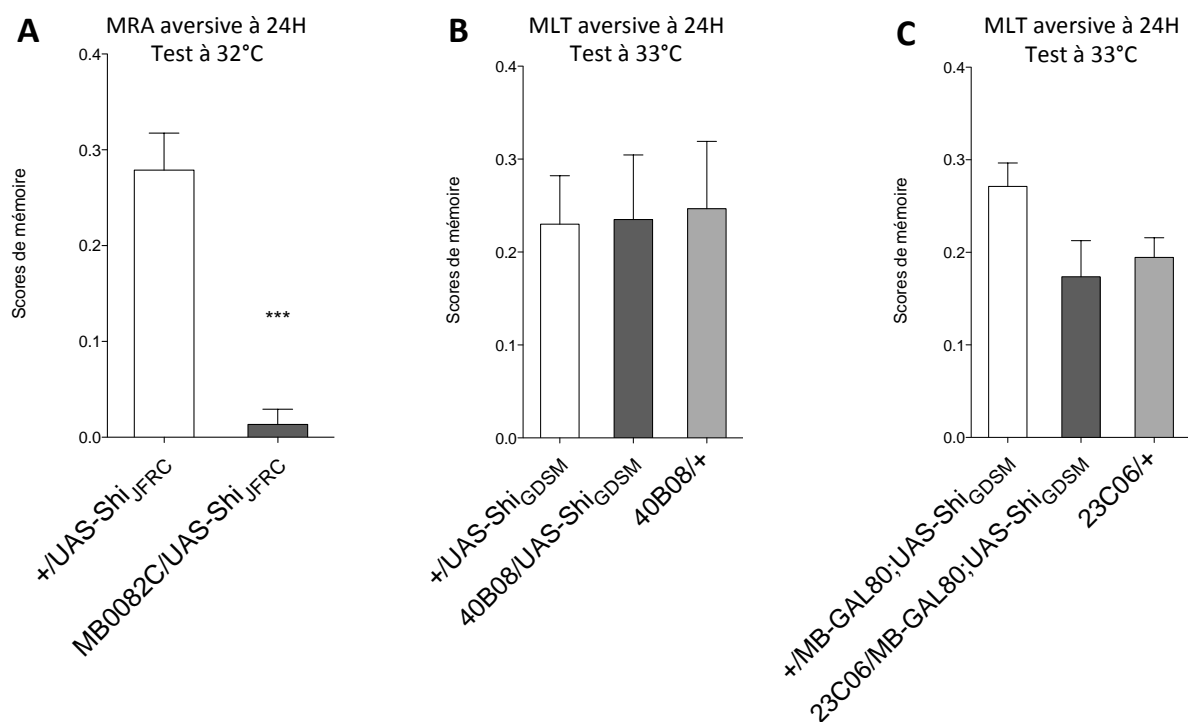 A
MRA aversive à 24H
Test à 32°C
Scores de mémoire
0.4
0.3
0.2
0.1
0.0
***
+/UAS-Shi JFRC
MB0082C/UAS-Shi JFRC
B
MLT aversive à 24H
Test à 33°C
Scores de mémoire
0.4
0.3
0.2
0.1
0.0
+/UAS-Shi GDSM
40B08/UAS-Shi GDSM
40B08/+
C
MLT aversive à 24H
Test à 33°C
Scores de mémoire
0.4
0.3
0.2
0.1
0.0
+/MB-GAL80;UAS-Shi GDSM
23C06/MB-GAL80;UAS-Shi GDSM
23C06/+